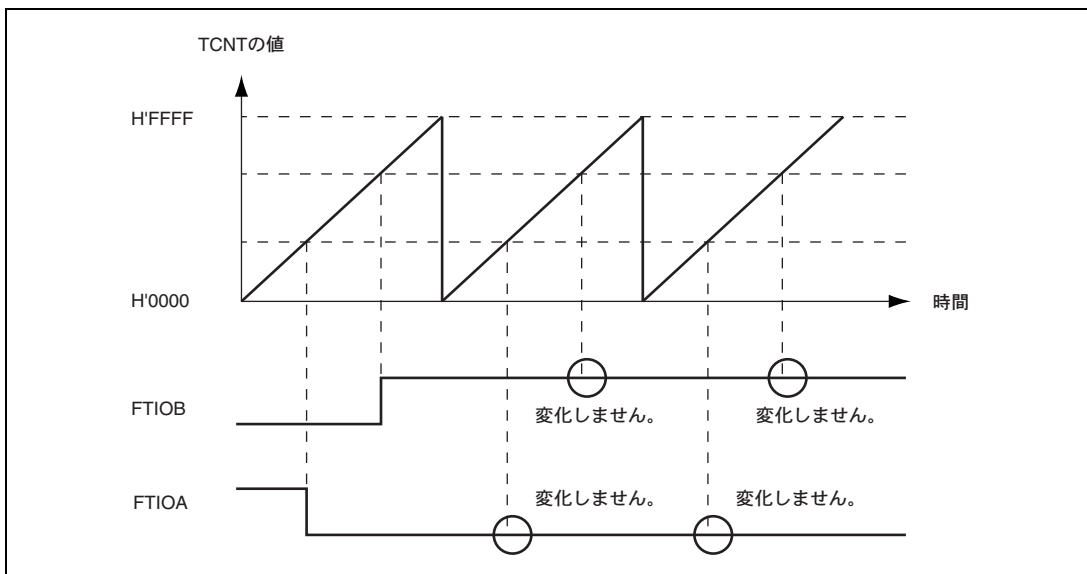 TCNTの値
H'FFFF
H'0000
時間
FTIOB
変化しません。
変化しません。
FTIOA
変化しません。
変化しません。